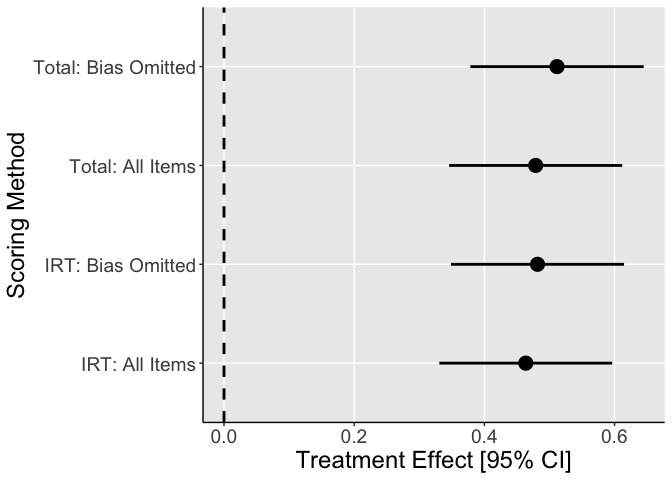 Scoring Method
Total: Bias Omitted
Total: All Items
IRT: Bias Omitted
IRT: All Items
0.0 0.2 0.4 0.6
Treatment Effect [95% CI]